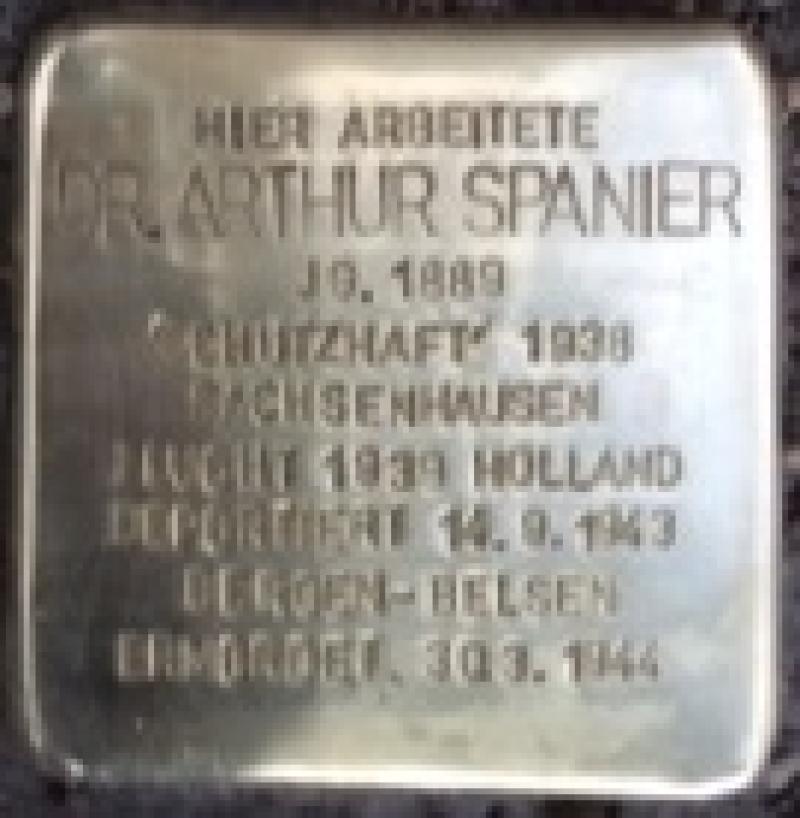 HIER ARBEITETE
DR. ARTHUR SPANIER
JG. 1889
'SCHUTZHAFT' 1938
SACHSENHAUSEN
FLUCHT 1939 HOLLAND
DEPORTIERT 14.9.1943
BERGEN-BELSEN
ERMORDET 30.3.1944